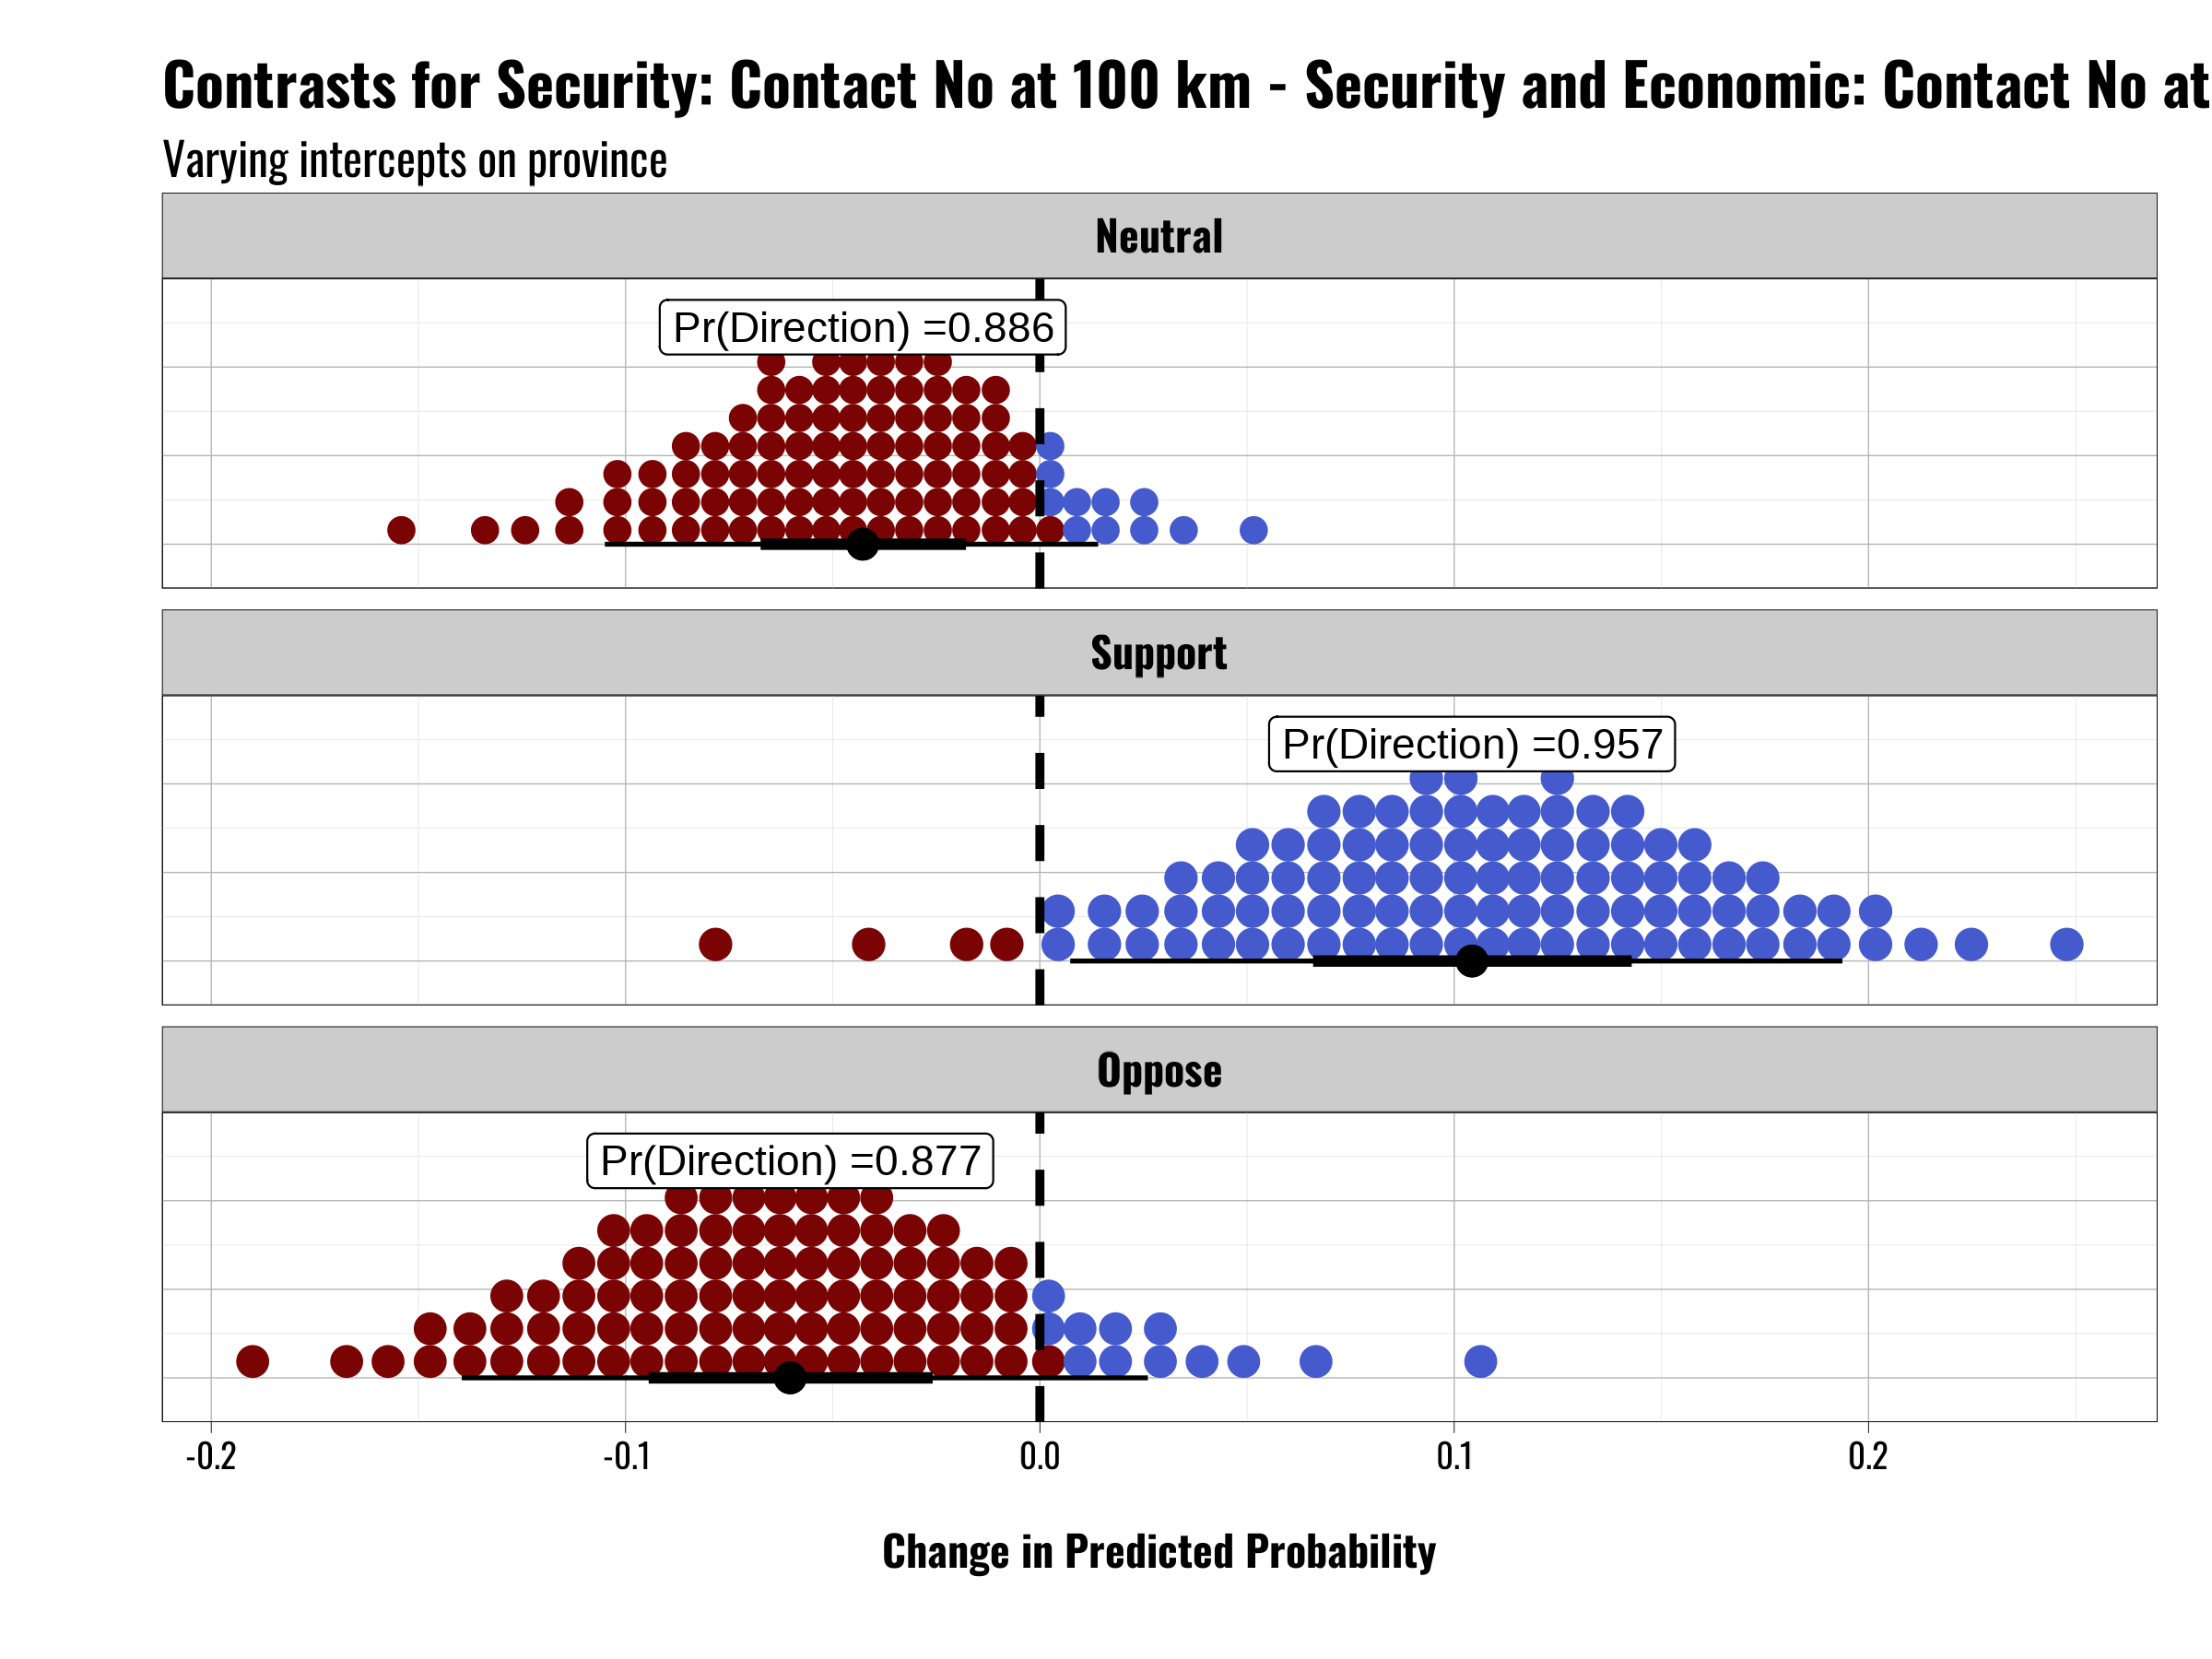 Contrasts for Security: Contact No at 100 km - Security and Economic: Contact No at
Varying intercepts on province
Neutral
Pr(Direction) =0.886
Support
Pr(Direction) =0.957
Oppose
Pr(Direction) =0.877
-0.2 -0.1 0.0 0.1 0.2
Change in Predicted Probability